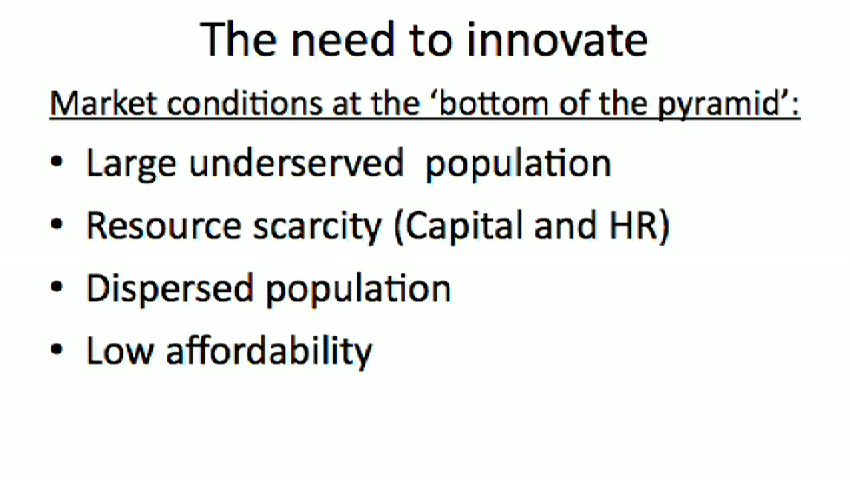 The need to innovate
Market conditions at the ‘bottom of the pyramid’:
• Large underserved population
• Resource scarcity (Capital and HR)
• Dispersed population
• Low affordability